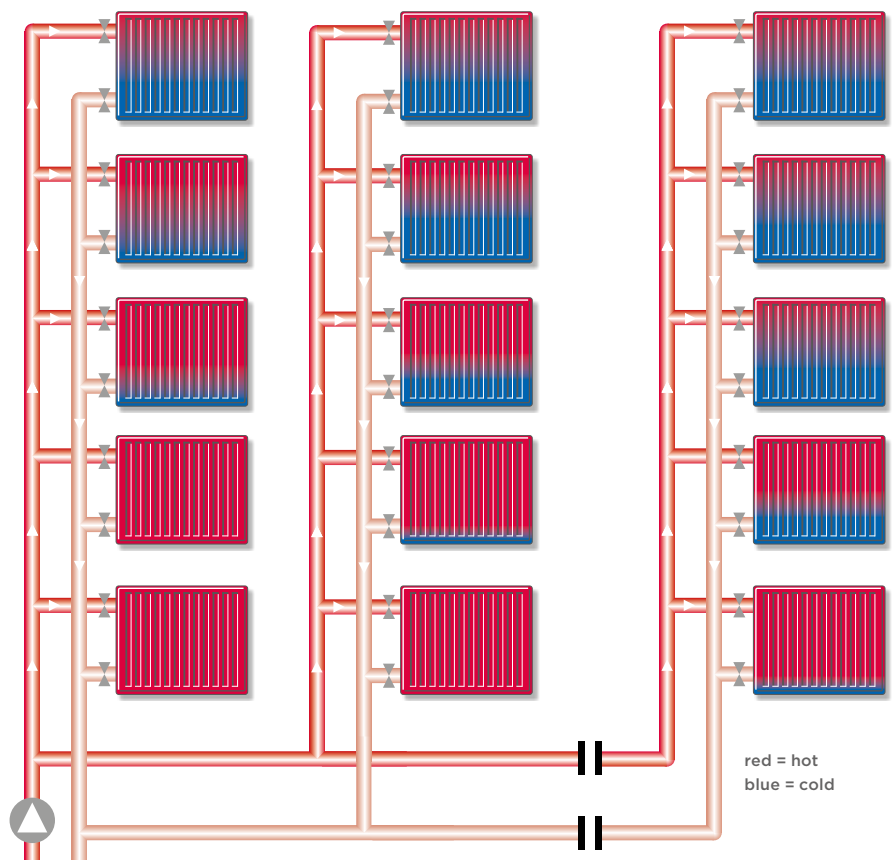 red = hot
blue = cold